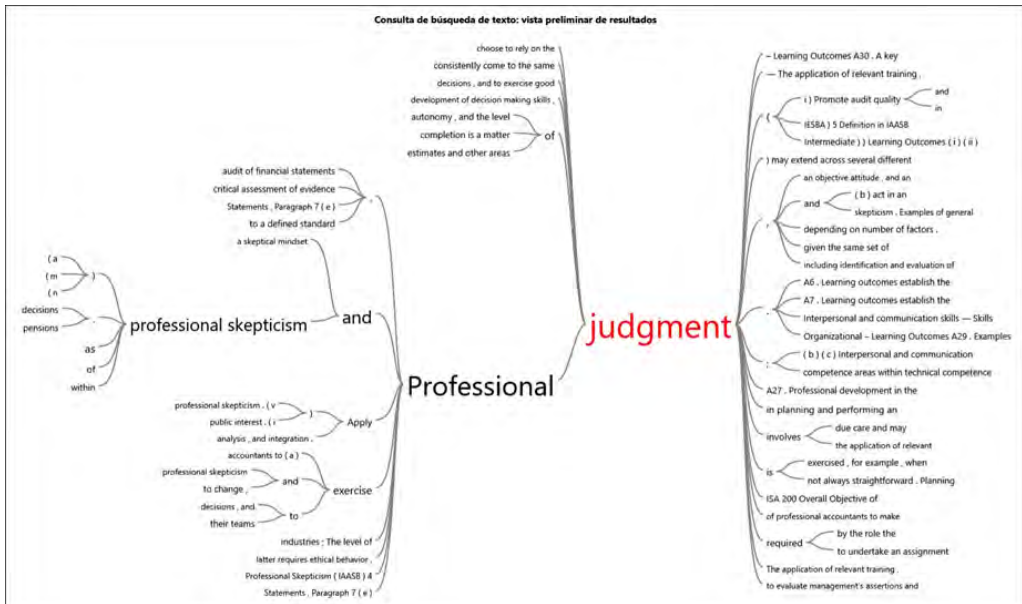 Consulta de búsqueda de texto: vista preliminar de resultados
choose to rely on the
consistently come to the same
decisions , and to exercise good
development of decision making skills ,
autonomy , and the level
completion is a matter
estimates and other areas
of
audit of financial statements
critical assessment of evidence
Statements , Paragraph 7 ( e )
to a defined standard
a skeptical mindset
( a
( m
( n
)
decisions
pensions
.
as
of
within
professional skepticism
and
Professional
professional skepticism . ( v
public interest . ( i
)
analysis , and integration .
Apply
accountants to ( a )
professional skepticism
to change ,
and
decisions , and
their teams
to
exercise
industries ; The level of
latter requires ethical behavior ,
Professional Skepticism ( IAASB ) 4
Statements , Paragraph 7 ( e )
judgment
– Learning Outcomes A30 . A key
— The application of relevant training ,
(
i ) Promote audit quality
and
in
IESBA ) 5 Definition in IAASB
Intermediate ) ) Learning Outcomes ( i ) ( ii )
) may extend across several different
,
an objective attitude , and an
and
( b ) act in an
skepticism . Examples of general
depending on number of factors .
given the same set of
including identification and evaluation of
.
A6 . Learning outcomes establish the
A7 . Learning outcomes establish the
Interpersonal and communication skills — Skills
Organizational – Learning Outcomes A29 . Examples
;
( b ) ( c ) Interpersonal and communication
competence areas within technical competence
A27 . Professional development in the
in planning and performing an
involves
due care and may
the application of relevant
is
exercised , for example , when
not always straightforward . Planning
ISA 200 Overall Objective of
of professional accountants to make
required
by the role the
to undertake an assignment
The application of relevant training ,
to evaluate management's assertions and